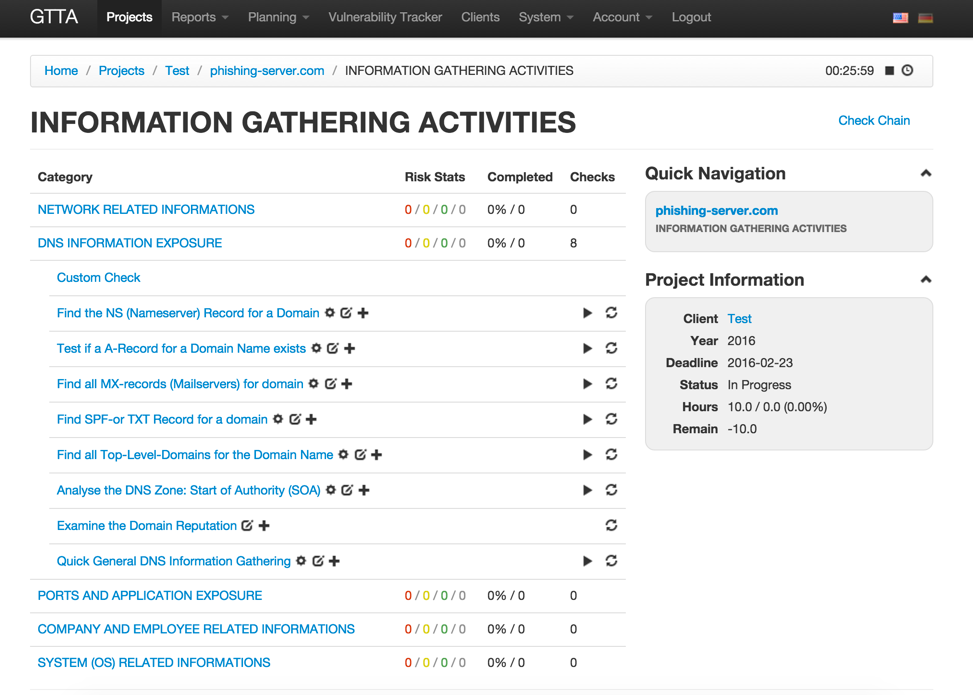 GTTA Projects Reports Planning Vulnerability Tracker Clients System Account Logout
Home / Projects / Test / phishing-server.com / INFORMATION GATHERING ACTIVITIES 00:25:59
INFORMATION GATHERING ACTIVITIES
Check Chain
Category Risk Stats Completed Checks
NETWORK RELATED INFORMATIONS 0 / 0 / 0 / 0 0% / 0 0
DNS INFORMATION EXPOSURE 0 / 0 / 0 / 0 0% / 0 8
Custom Check
Find the NS (Nameserver) Record for a Domain
Test if a A-Record for a Domain Name exists
Find all MX-records (Mailservers) for domain
Find SPF-or TXT Record for a domain
Find all Top-Level-Domains for the Domain Name
Analyse the DNS Zone: Start of Authority (SOA)
Examine the Domain Reputation
Quick General DNS Information Gathering
PORTS AND APPLICATION EXPOSURE 0 / 0 / 0 / 0 0% / 0 0
COMPANY AND EMPLOYEE RELATED INFORMATIONS 0 / 0 / 0 / 0 0% / 0 0
SYSTEM (OS) RELATED INFORMATIONS 0 / 0 / 0 / 0 0% / 0 0
Quick Navigation
phishing-server.com
INFORMATION GATHERING ACTIVITIES
Project Information
Client Test
Year 2016
Deadline 2016-02-23
Status In Progress
Hours 10.0 / 0.0 (0.00%)
Remain -10.0